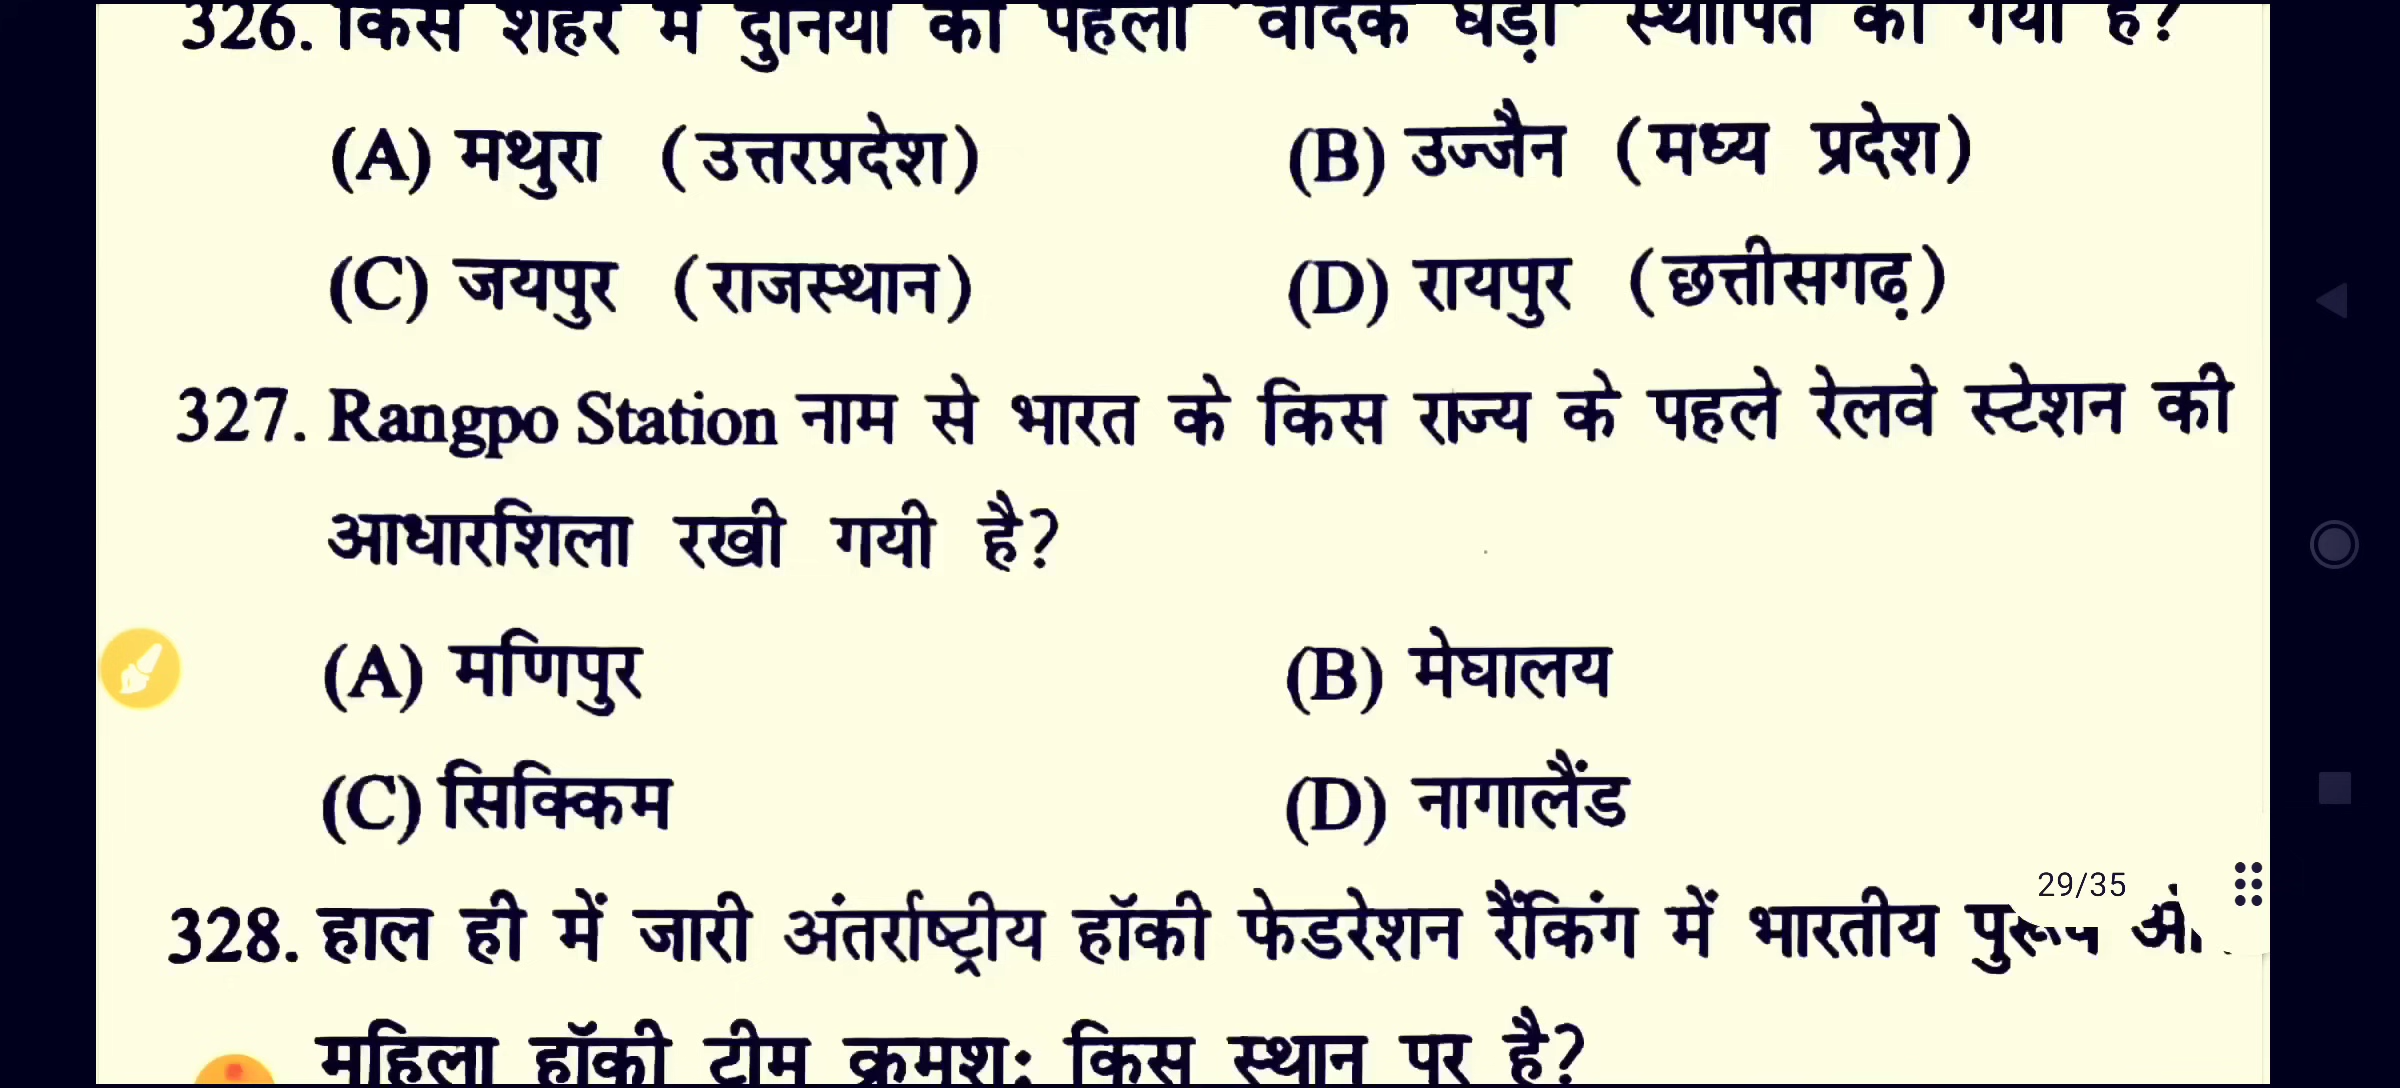 326. किस शहर में दुनिया की पहली 'वैदिक घड़ी' स्थापित की गयी है?
(A) मथुरा (उत्तरप्रदेश) (B) उज्जैन (मध्य प्रदेश)
(C) जयपुर (राजस्थान) (D) रायपुर (छत्तीसगढ़)
327. Rangpo Station नाम से भारत के किस राज्य के पहले रेलवे स्टेशन की
आधारशिला रखी गयी है?
(A) मणिपुर (B) मेघालय
(C) सिक्किम (D) नागालैंड
29/35
328. हाल ही में जारी अंतर्राष्ट्रीय हॉकी फेडरेशन रैंकिंग में भारतीय
महिला हॉकी टीम क्रमश: किस स्थान पर है?